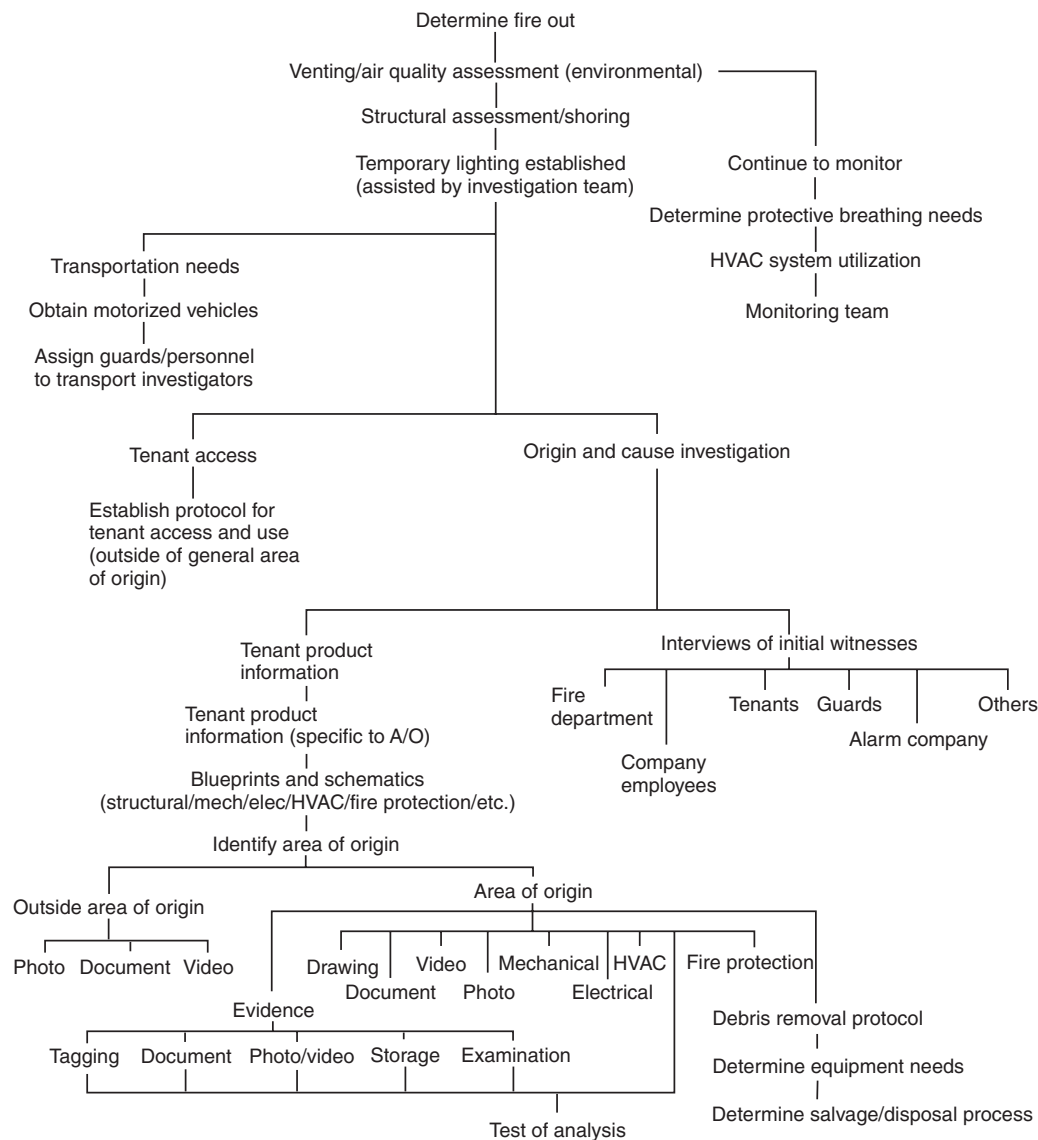 Determine fire out
Venting/air quality assessment (environmental)
Structural assessment/shoring
Temporary lighting established
(assisted by investigation team)
Continue to monitor
Determine protective breathing needs
HVAC system utilization
Monitoring team
Transportation needs
Obtain motorized vehicles
Assign guards/personnel
to transport investigators
Tenant access
Establish protocol for
tenant access and use
(outside of general area
of origin)
Origin and cause investigation
Tenant product
information
Tenant product
information (specific to A/O)
Blueprints and schematics
(structural/mech/elec/HVAC/fire protection/etc.)
Identify area of origin
Interviews of initial witnesses
Fire
department
Company
employees
Tenants
Guards
Alarm company
Others
Outside area of origin
Photo
Document
Video
Area of origin
Drawing
Document
Video
Photo
Mechanical
Electrical
HVAC
Fire protection
Evidence
Tagging
Document
Photo/video
Storage
Examination
Test of analysis
Debris removal protocol
Determine equipment needs
Determine salvage/disposal process